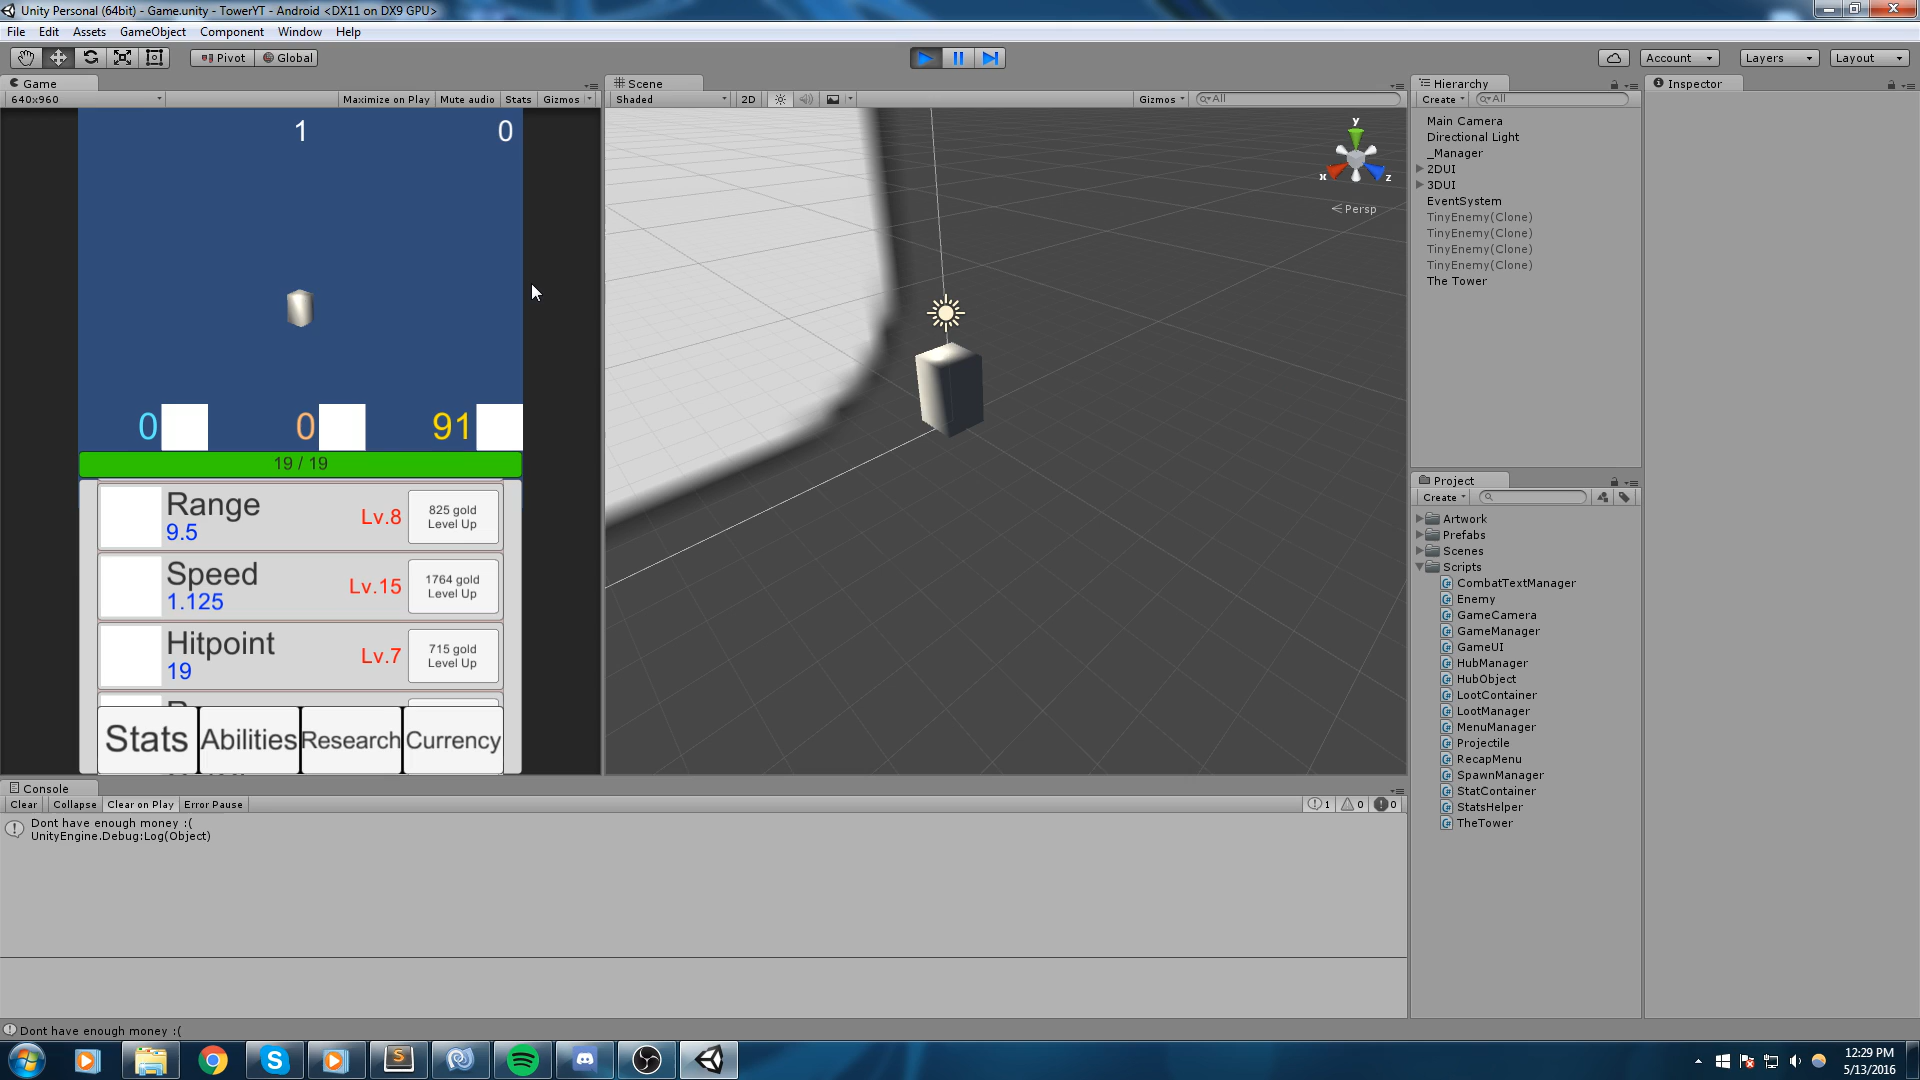 Unity Personal (64bit) - Game.unity - TowerYT - Android <DX11 on DX9 GPU>
File Edit Assets GameObject Component Window Help
Pivot Global Account Layers Layout
Game
640x960 Maximize on Play Mute audio Stats Gizmos
1 0
0 0 91
19 / 19
Range
9.5
Lv.8
825 gold
Level Up
Speed
1.125
Lv.15
1764 gold
Level Up
Hitpoint
19
Lv.7
715 gold
Level Up
Stats Abilities Research Currency
Scene
Shaded 2D Gizmos All
y
x z
Persp
Hierarchy
Create All
Main Camera
Directional Light
_Manager
2DUI
3DUI
EventSystem
TinyEnemy(Clone)
TinyEnemy(Clone)
TinyEnemy(Clone)
TinyEnemy(Clone)
The Tower
Project
Create
Artwork
Prefabs
Scenes
Scripts
CombatTextManager
Enemy
GameCamera
GameManager
GameUI
HubManager
HubObject
LootContainer
LootManager
MenuManager
Projectile
RecapMenu
SpawnManager
StatContainer
StatsHelper
TheTower
Inspector
Console
Clear Collapse Clear on Play Error Pause 1 0 0
Dont have enough money :(
UnityEngine.Debug:Log(Object)
Dont have enough money :(
12:29 PM
5/13/2016